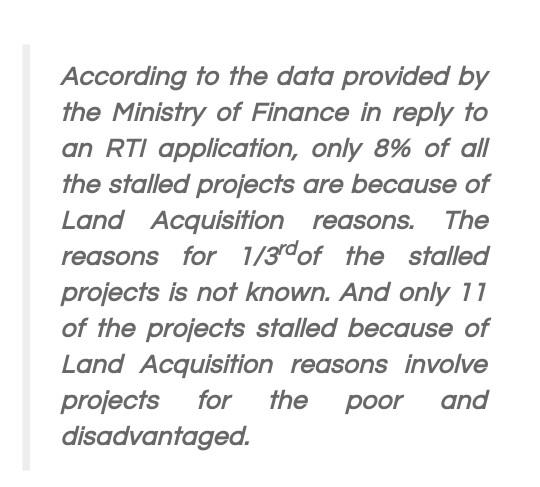 According to the data provided by
the Ministry of Finance in reply to
an RTI application, only 8% of all
the stalled projects are because of
Land Acquisition reasons. The
reasons for 1/3rdof the stalled
projects is not known. And only 11
of the projects stalled because of
Land Acquisition reasons involve
projects for the poor and
disadvantaged.